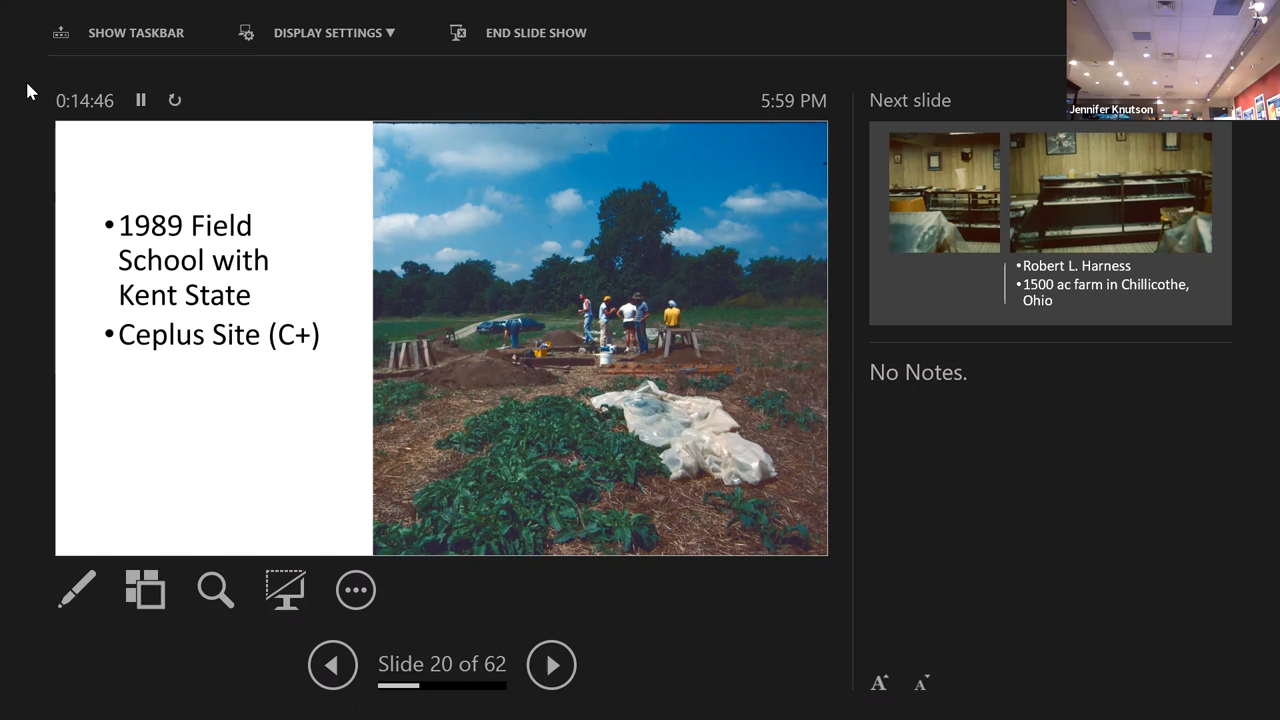 SHOW TASKBAR
DISPLAY SETTINGS ▼
END SLIDE SHOW
Jennifer Knutson
0:14:46
5:59 PM
Next slide
•1989 Field
School with
Kent State
•Ceplus Site (C+)
•Robert L. Harness
•1500 ac farm in Chillicothe,
Ohio
No Notes.
Slide 20 of 62
A A